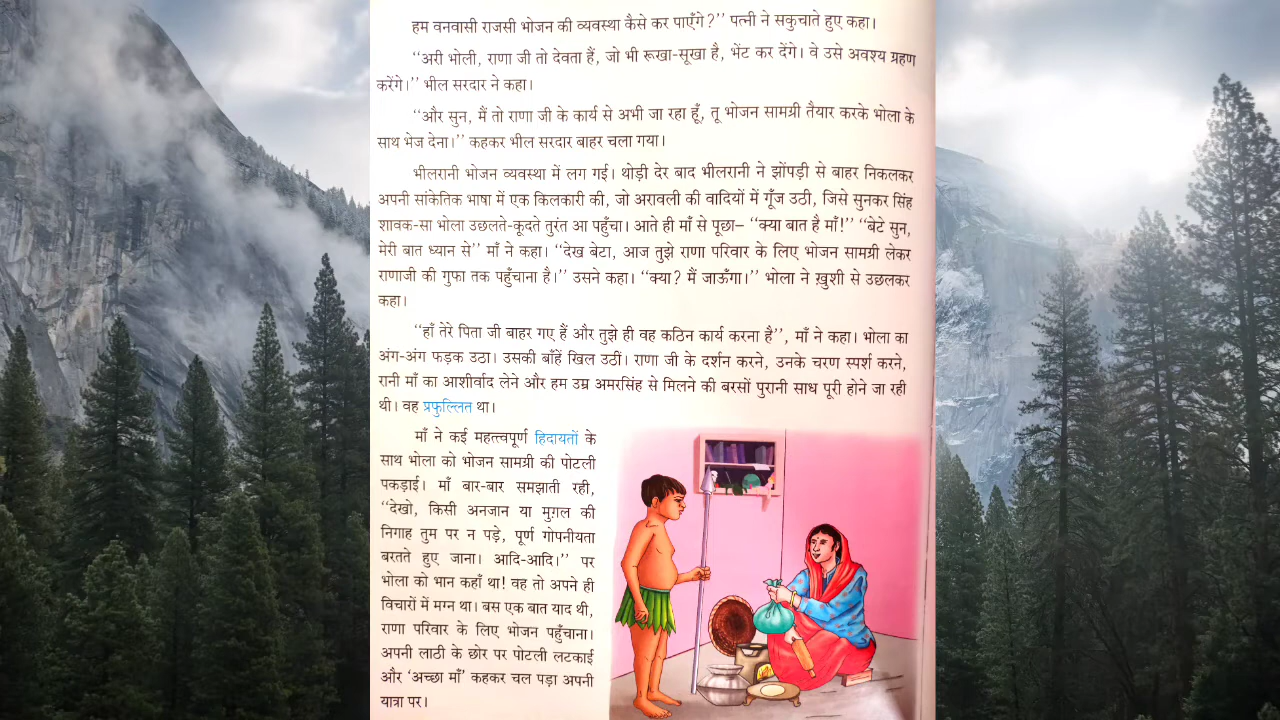 हम वनवासी राजसी भोजन की व्यवस्था कैसे कर पाएँगे?’’ पत्नी ने सकुचाते हुए कहा।
‘‘अरी भोली, राणा जी तो देवता हैं, जो भी रूखा-सूखा है, भेंट कर देंगे। वे उसे अवश्य ग्रहण
करेंगे।’’ भील सरदार ने कहा।
‘‘और सुन, मैं तो राणा जी के कार्य से अभी जा रहा हूँ, तू भोजन सामग्री तैयार करके भोला के
साथ भेज देना।’’ कहकर भील सरदार बाहर चला गया।
भीलरानी भोजन व्यवस्था में लग गई। थोड़ी देर बाद भीलरानी ने झोंपड़ी से बाहर निकलकर
अपनी सांकेतिक भाषा में एक किलकारी की, जो अरावली की वादियों में गूँज उठी, जिसे सुनकर सिंह
शावक-सा भोला उछलते-कूदते तुरंत आ पहुँचा। आते ही माँ से पूछा– ‘‘क्या बात है माँ!’’ ‘‘बेटे सुन,
मेरी बात ध्यान से’’ माँ ने कहा। ‘‘देख बेटा, आज तुझे राणा परिवार के लिए भोजन सामग्री लेकर
राणाजी की गुफा तक पहुँचाना है।’’ उसने कहा। ‘‘क्या? मैं जाऊँगा।’’ भोला ने ख़ुशी से उछलकर
कहा।
‘‘हाँ तेरे पिता जी बाहर गए हैं और तुझे ही वह कठिन कार्य करना है’’, माँ ने कहा। भोला का
अंग-अंग फड़क उठा। उसकी बाँहें खिल उठीं। राणा जी के दर्शन करने, उनके चरण स्पर्श करने,
रानी माँ का आशीर्वाद लेने और हम उम्र अमरसिंह से मिलने की बरसों पुरानी साध पूरी होने जा रही
थी। वह प्रफुल्लित था।
माँ ने कई महत्त्वपूर्ण हिदायतों के
साथ भोला को भोजन सामग्री की पोटली
पकड़ाई। माँ बार-बार समझाती रही,
‘‘देखो, किसी अनजान या मुग़ल की
निगाह तुम पर न पड़े, पूर्ण गोपनीयता
बरतते हुए जाना। आदि-आदि।’’ पर
भोला को भान कहाँ था! वह तो अपने ही
विचारों में मग्न था। बस एक बात याद थी,
राणा परिवार के लिए भोजन पहुँचाना।
अपनी लाठी के छोर पर पोटली लटकाई
और ‘अच्छा माँ’ कहकर चल पड़ा अपनी
यात्रा पर।